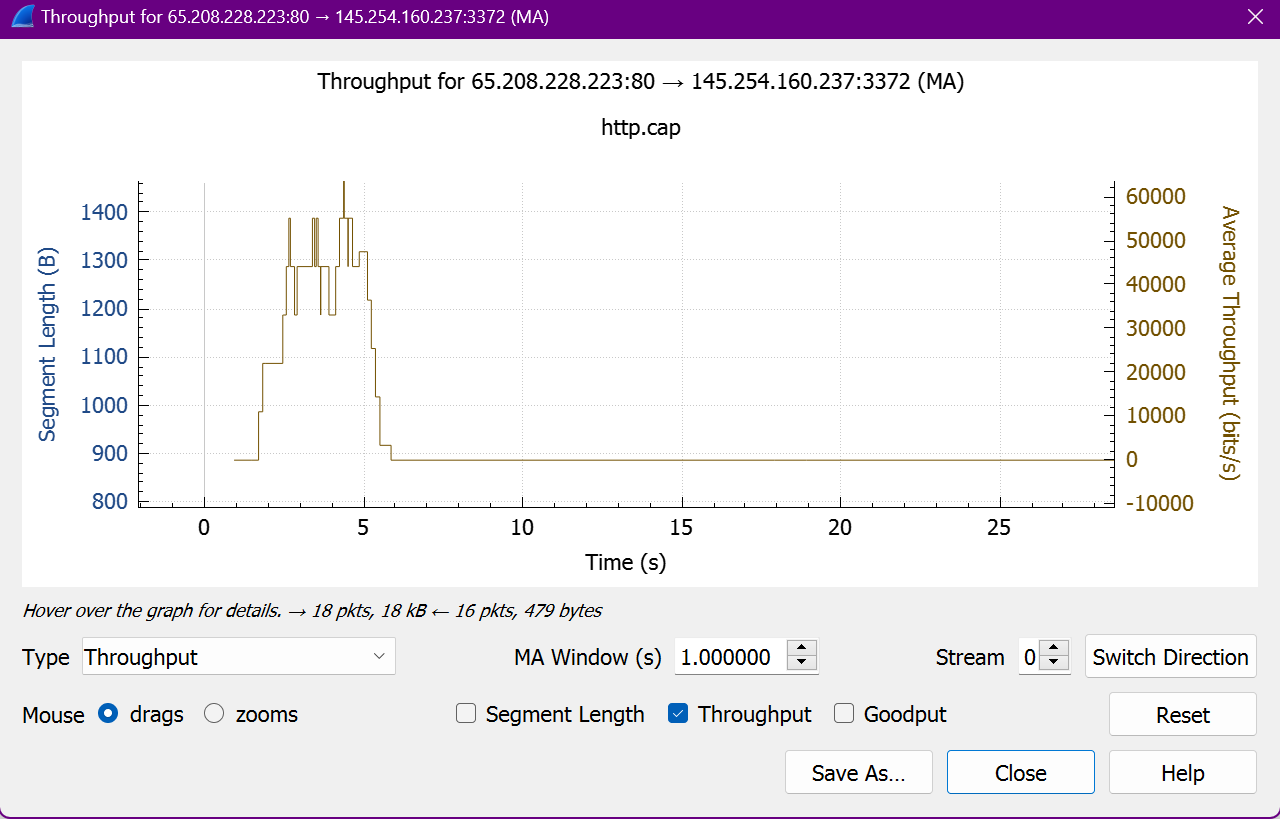 Throughput for 65.208.228.223:80 → 145.254.160.237:3372 (MA)
Throughput for 65.208.228.223:80 → 145.254.160.237:3372 (MA)
http.cap
Segment Length (B)
1400
1300
1200
1100
1000
900
800
60000
50000
40000
30000
20000
10000
0
-10000
Average Throughput (bits/s)
0 5 10 15 20 25
Time (s)
Hover over the graph for details. → 18 pkts, 18 kB ← 16 pkts, 479 bytes
Type Throughput MA Window (s) 1.000000 Stream 0 Switch Direction
Mouse drags zooms Segment Length Throughput Goodput Reset
Save As... Close Help